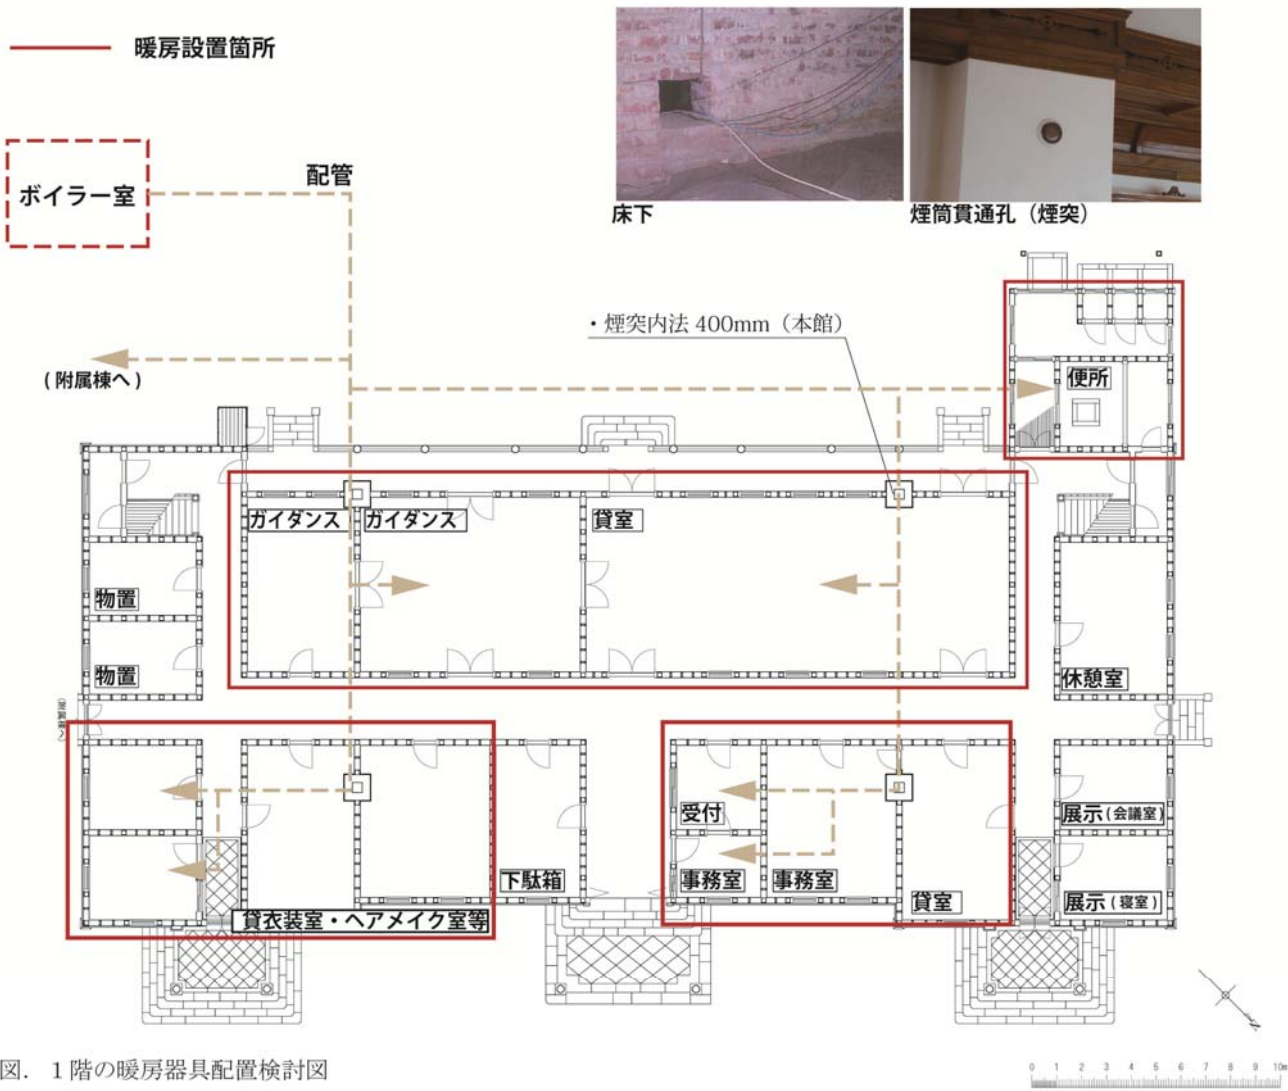 暖房設置箇所
ボイラー室
配管
床下
煙筒貫通孔（煙突）
・煙突内法 400mm（本館）
(附属棟へ)
便所
ガイダンス
ガイダンス
貸室
物置
物置
休憩室
(附属棟へ)
受付
展示(会議室)
下駄箱
事務室
事務室
貸室
展示(寝室)
貸衣装室・ヘアメイク室等
図. 1階の暖房器具配置検討図
0 1 2 3 4 5 6 7 8 9 10m